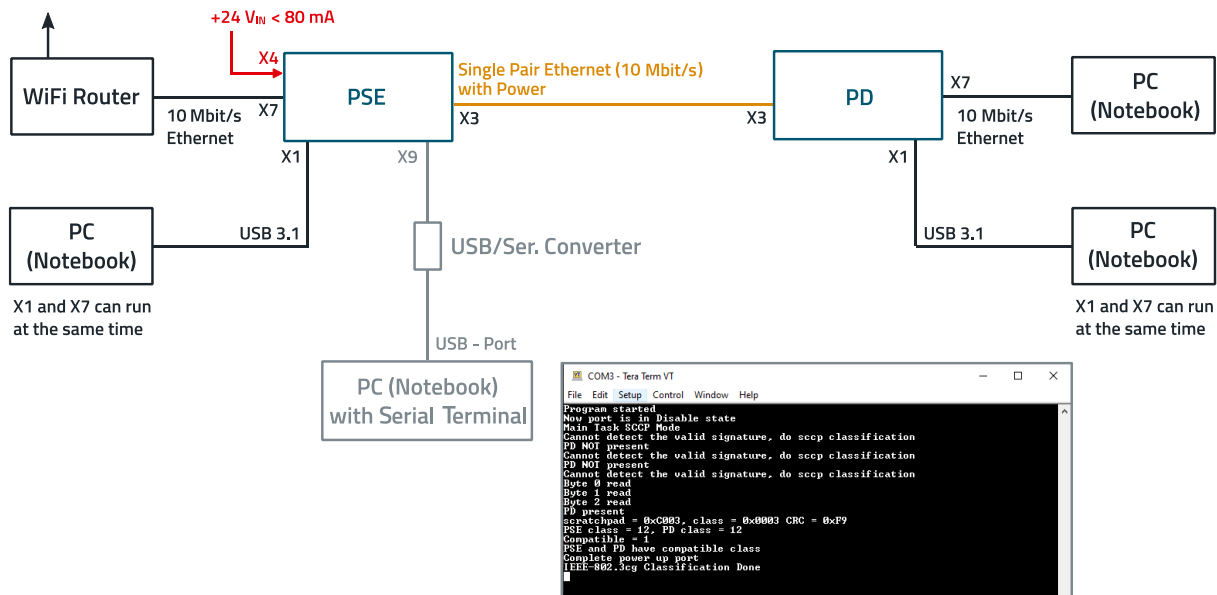 +24 VIN < 80 mA
X4
WiFi Router
10 Mbit/s
Ethernet
X7
PSE
X3
Single Pair Ethernet (10 Mbit/s)
with Power
X3
PD
X7
10 Mbit/s
Ethernet
PC
(Notebook)
X1
X9
X1
PC
(Notebook)
USB 3.1
X1 and X7 can run
at the same time
USB/Ser. Converter
USB 3.1
PC
(Notebook)
X1 and X7 can run
at the same time
USB - Port
PC (Notebook)
with Serial Terminal
VT COM3 - Tera Term VT
File Edit Setup Control Window Help
Program started
Now port is in Disable state
Main Task SCCP Mode
Cannot detect the valid signature, do sccp classification
PD NOT present
Cannot detect the valid signature, do sccp classification
PD NOT present
Cannot detect the valid signature, do sccp classification
Byte 0 read
Byte 1 read
Byte 2 read
PD present
scratchpad = 0xC003, class = 0x0003 CRC = 0xF9
PSE class = 12, PD class = 12
Compatible = 1
PSE and PD have compatible class
Complete power up port
IEEE-802.3cg Classification Done